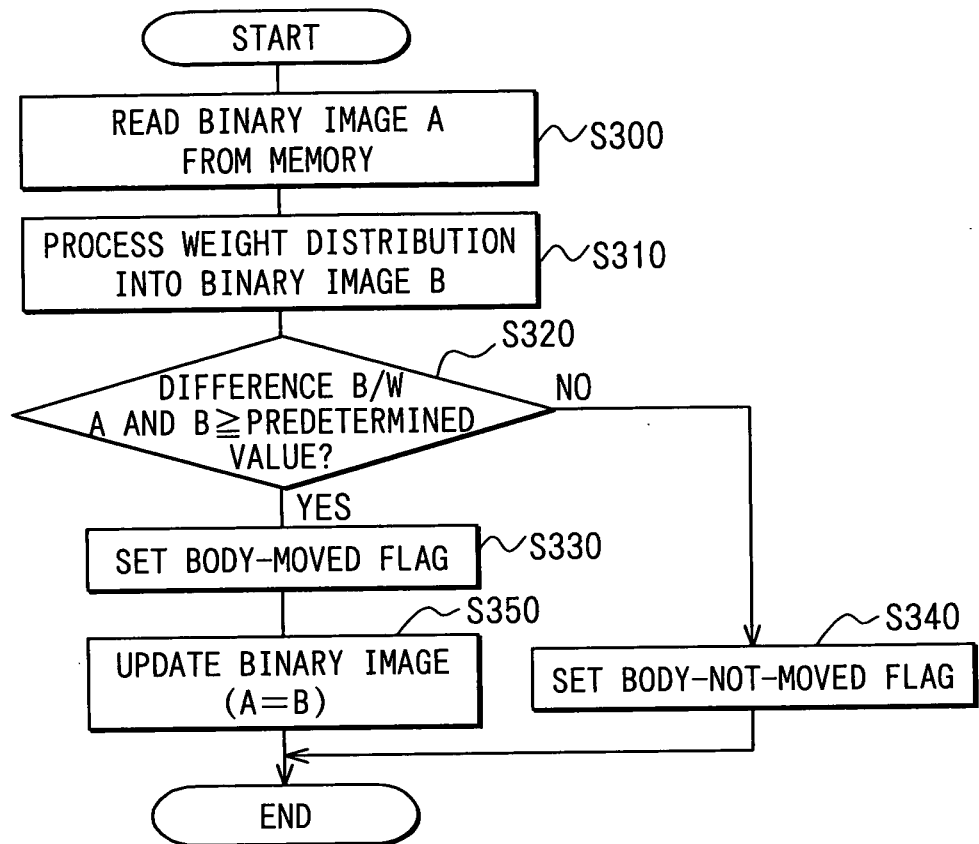 START
READ BINARY IMAGE A
FROM MEMORY
S300
PROCESS WEIGHT DISTRIBUTION
INTO BINARY IMAGE B
S310
S320
DIFFERENCE B/W
A AND B≧PREDETERMINED
VALUE?
NO
YES
SET BODY-MOVED FLAG
S330
S350
UPDATE BINARY IMAGE
(A=B)
S340
SET BODY-NOT-MOVED FLAG
END